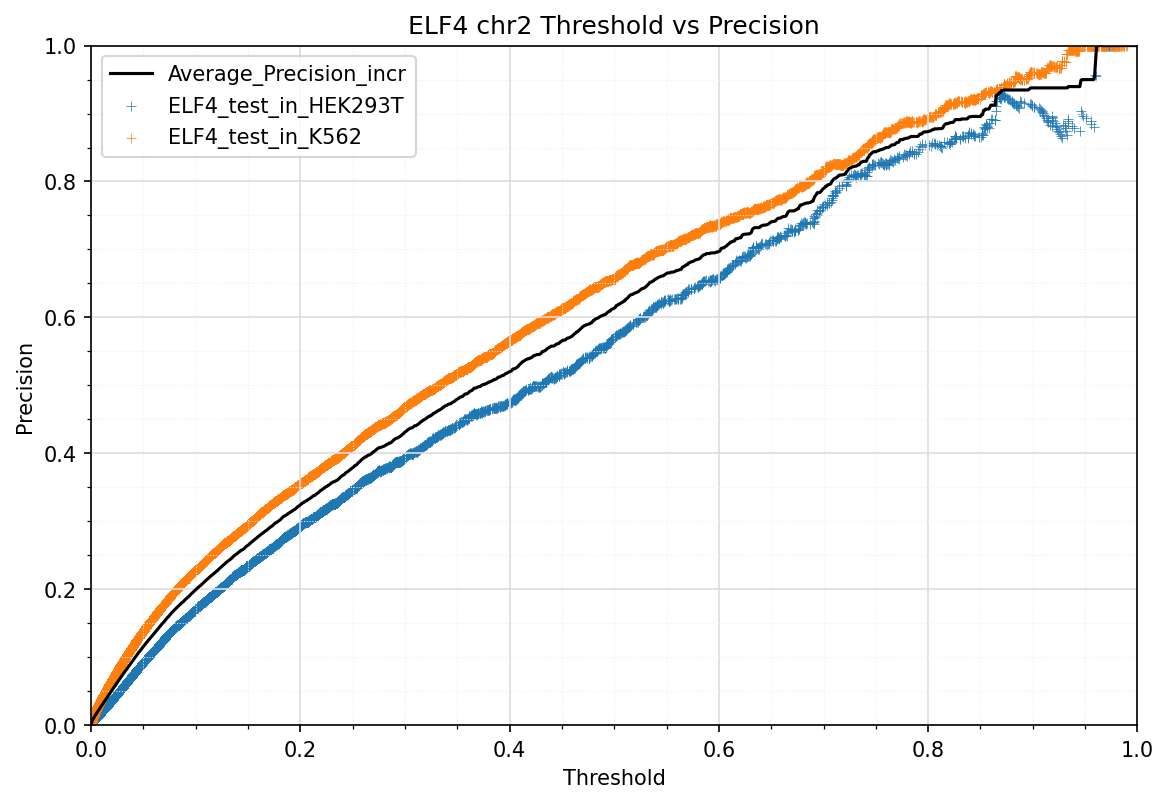 ELF4 chr2 Threshold vs Precision
Average_Precision_incr
ELF4_test_in_HEK293T
ELF4_test_in_K562
Precision
1.0
0.8
0.6
0.4
0.2
0.0
0.0 0.2 0.4 0.6 0.8 1.0
Threshold